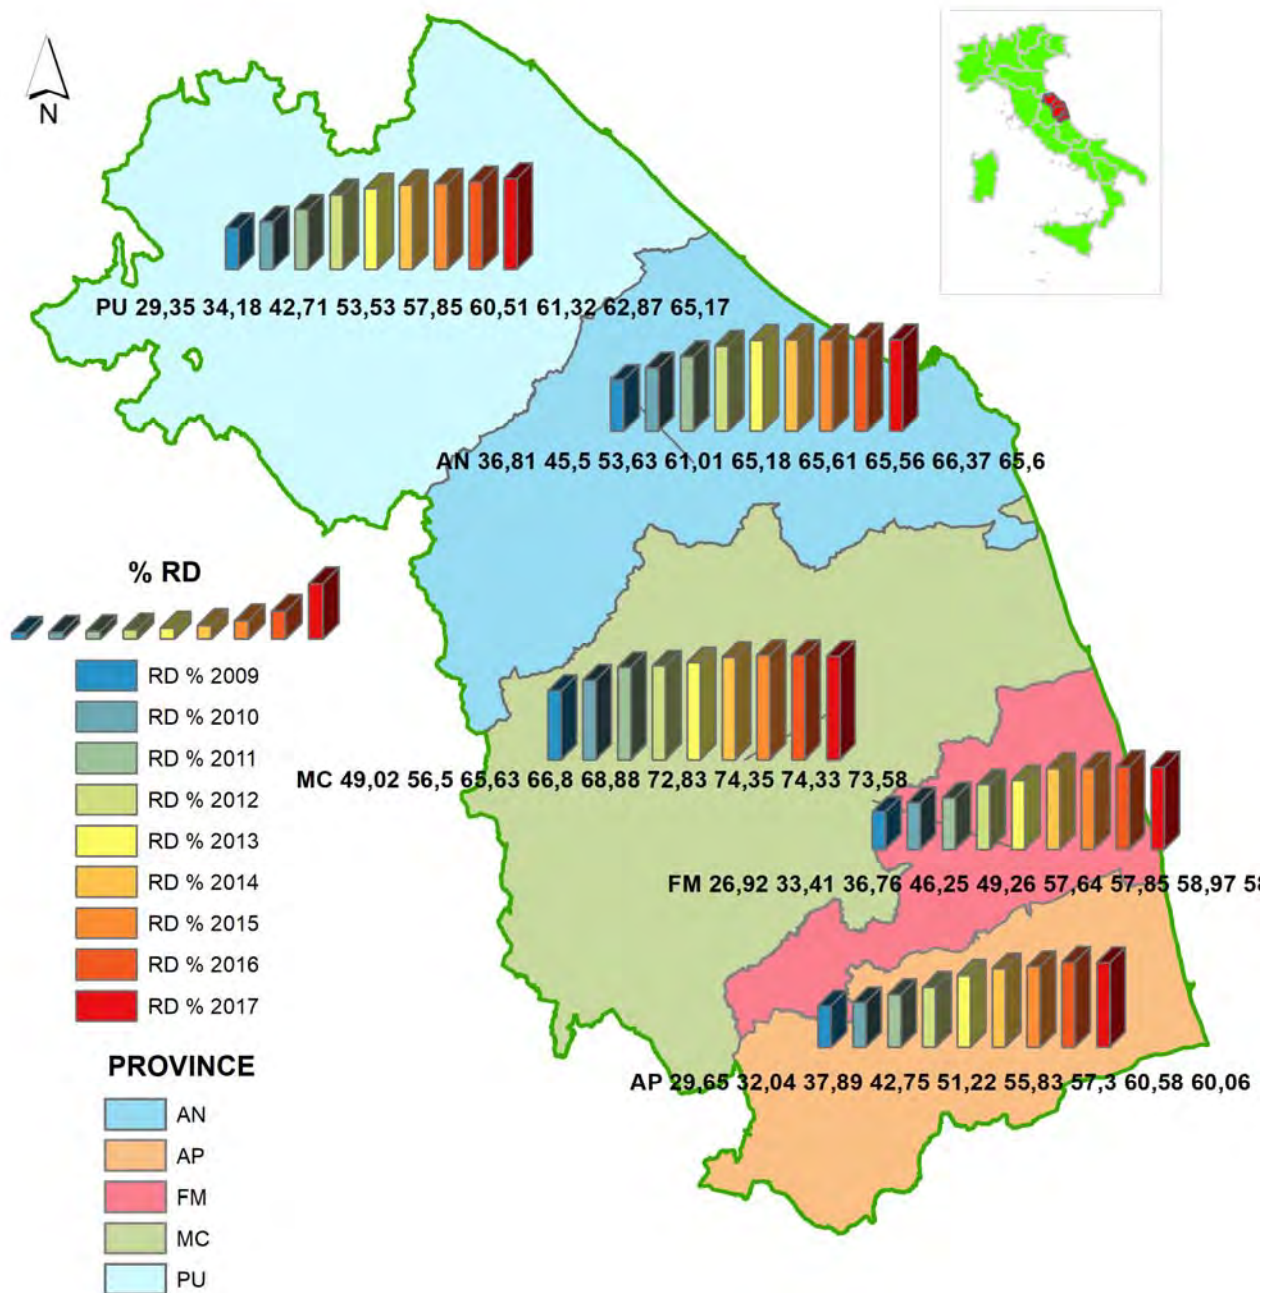 N
PU 29,35 34,18 42,71 53,53 57,85 60,51 61,32 62,87 65,17
AN 36,81 45,5 53,63 61,01 65,18 65,61 65,56 66,37 65,6
% RD
RD % 2009
RD % 2010
RD % 2011
RD % 2012
RD % 2013
RD % 2014
RD % 2015
RD % 2016
RD % 2017
MC 49,02 56,5 65,63 66,8 68,88 72,83 74,35 74,33 73,58
FM 26,92 33,41 36,76 46,25 49,26 57,64 57,85 58,97
AP 29,65 32,04 37,89 42,75 51,22 55,83 57,3 60,58 60,06
PROVINCE
AN
AP
FM
MC
PU